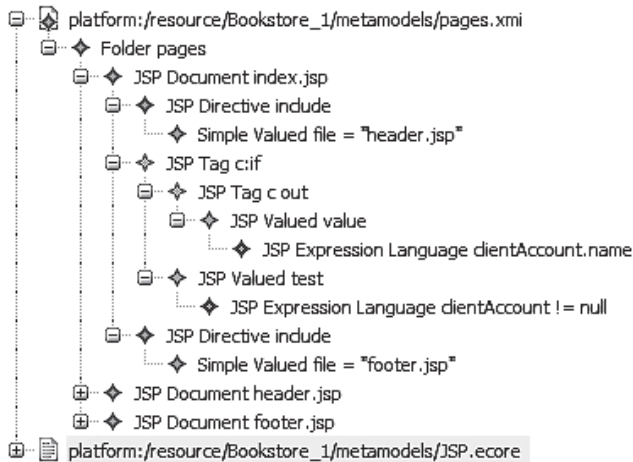 platform:/resource/Bookstore_1/metamodels/pages.xmi
Folder pages
JSP Document index.jsp
JSP Directive include
Simple Valued file = "header.jsp"
JSP Tag c:if
JSP Tag c out
JSP Valued value
JSP Expression Language clientAccount.name
JSP Valued test
JSP Expression Language clientAccount != null
JSP Directive include
Simple Valued file = "footer.jsp"
JSP Document header.jsp
JSP Document footer.jsp
platform:/resource/Bookstore_1/metamodels/JSP.ecore